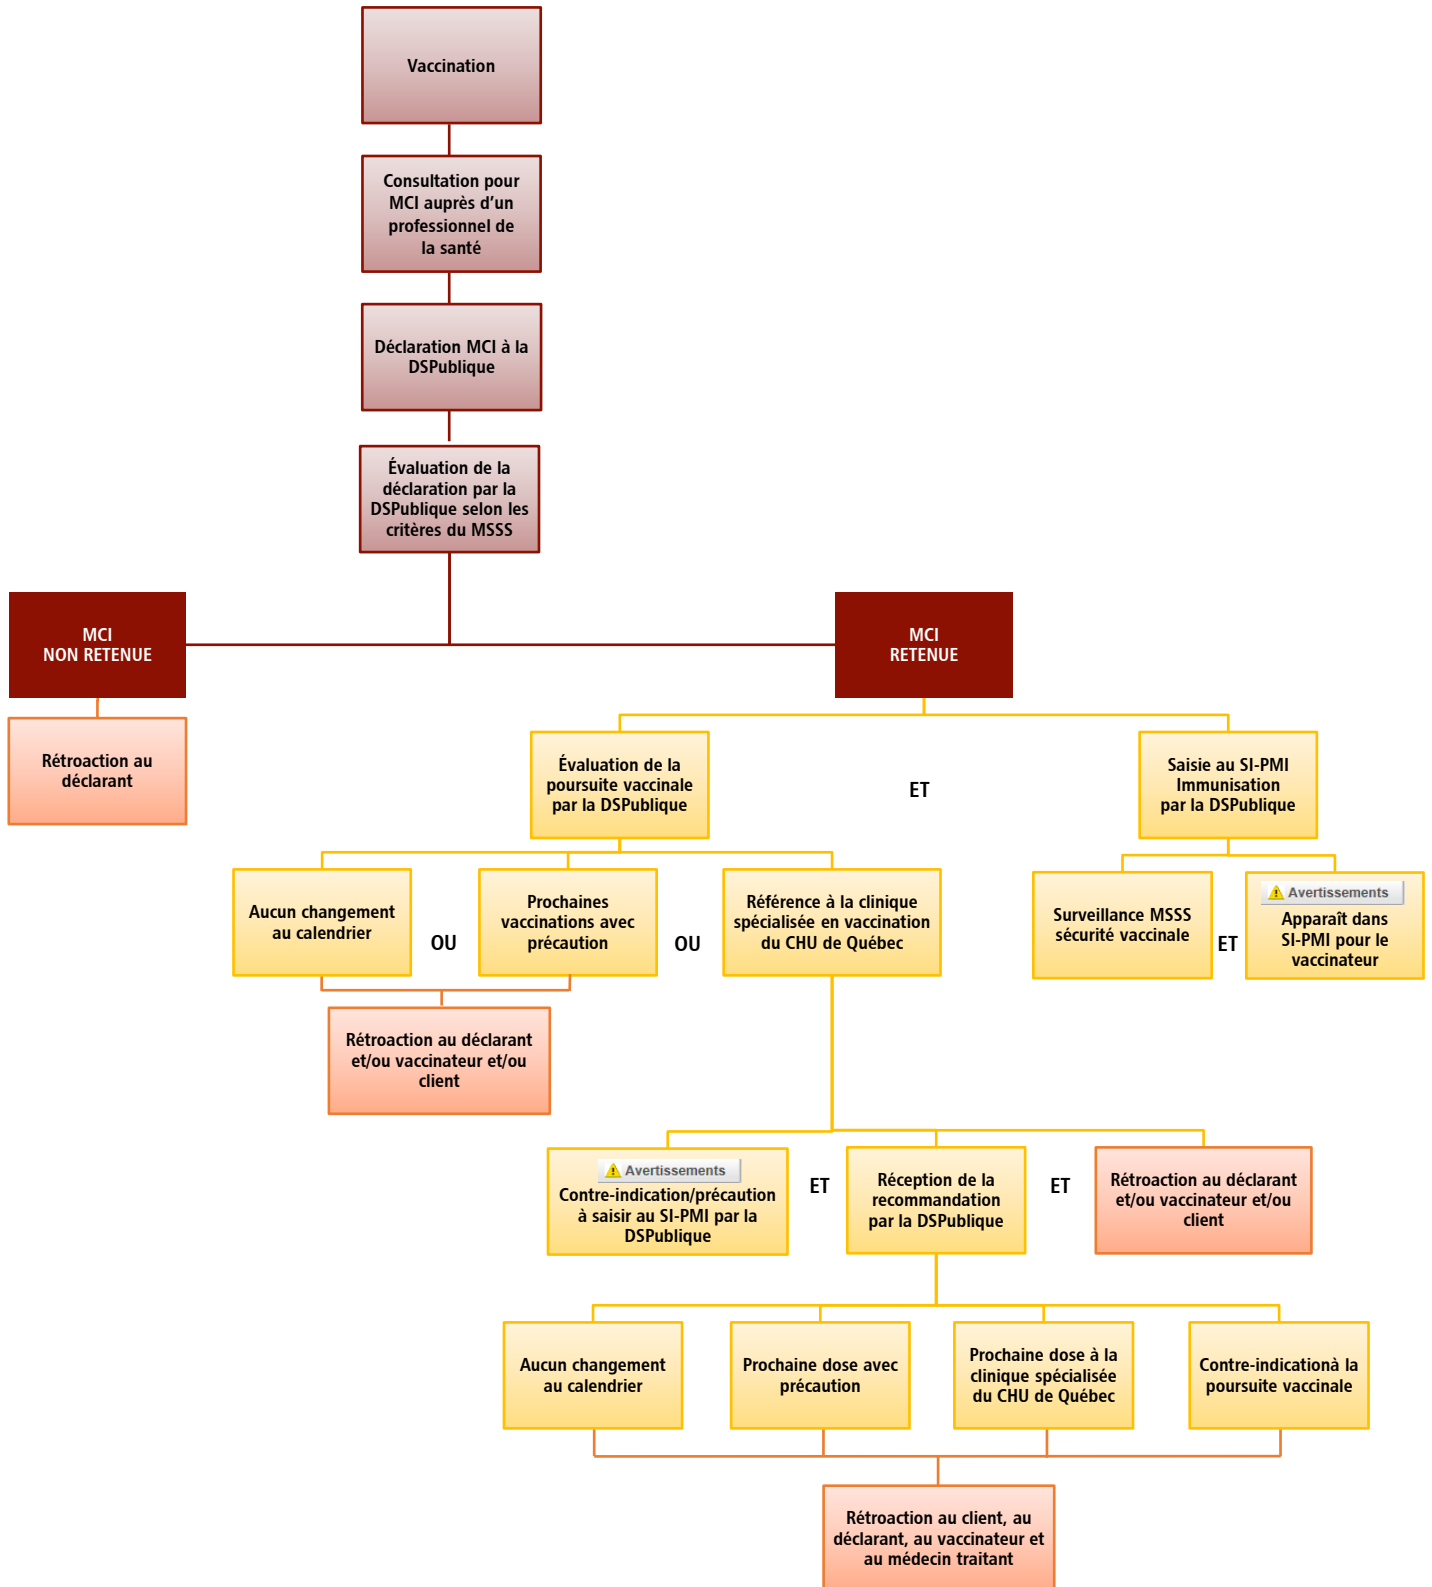 Vaccination
Consultation pour
MCI auprès d’un
professionnel de
la santé
Déclaration MCI à la
DSPublique
Évaluation de la
déclaration par la
DSPublique selon les
critères du MSSS
MCI
NON RETENUE
MCI
RETENUE
Rétroaction au
déclarant
Évaluation de la
poursuite vaccinale
par la DSPublique
ET
Saisie au SI-PMI
Immunisation
par la DSPublique
Aucun changement
au calendrier
OU
Prochaines
vaccinations avec
précaution
OU
Référence à la clinique
spécialisée en vaccination
du CHU de Québec
Surveillance MSSS
sécurité vaccinale
ET
Avertissements
Apparaît dans
SI-PMI pour le
vaccinateur
Rétroaction au déclarant
et/ou vaccinateur et/ou
client
Avertissements
Contre-indication/précaution
à saisir au SI-PMI par la
DSPublique
ET
Réception de la
recommandation
par la DSPublique
ET
Rétroaction au déclarant
et/ou vaccinateur et/ou
client
Aucun changement
au calendrier
Prochaine dose avec
précaution
Prochaine dose à la
clinique spécialisée
du CHU de Québec
Contre-indicationà la
poursuite vaccinale
Rétroaction au client, au
déclarant, au vaccinateur et
au médecin traitant